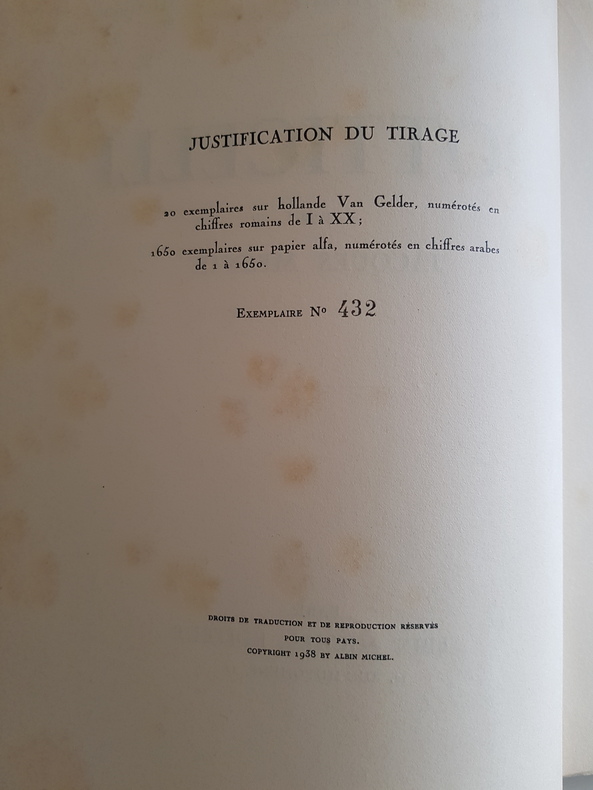 JUSTIFICATION DU TIRAGE
20 exemplaires sur hollande Van Gelder, numérotés en
chiffres romains de I à XX ;
1650 exemplaires sur papier alfa, numérotés en chiffres arabes
de 1 à 1650.
EXEMPLAIRE Nº 432
DROITS DE TRADUCTION ET DE REPRODUCTION RÉSERVÉS
POUR TOUS PAYS.
COPYRIGHT 1938 BY ALBIN MICHEL.